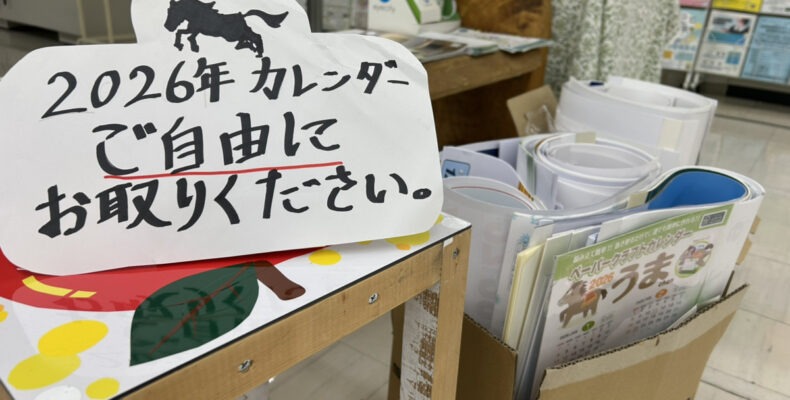 2026年 カレンダー
ご自由に
お取りください。
ペーパークラフトカレンダー
2026
うま